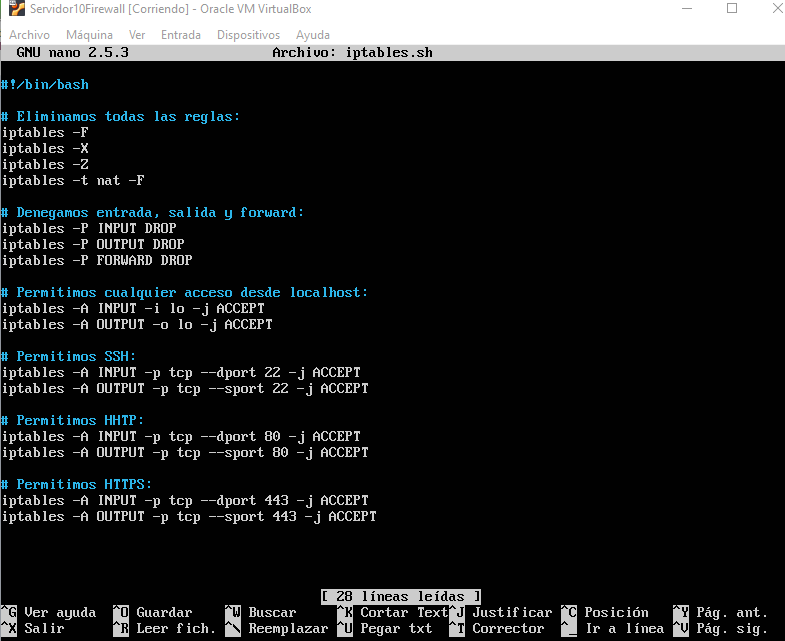 Servidor10Firewall [Corriendo] - Oracle VM VirtualBox
Archivo Máquina Ver Entrada Dispositivos Ayuda
GNU nano 2.5.3 Archivo: iptables.sh
#!/bin/bash
# Eliminamos todas las reglas:
iptables -F
iptables -X
iptables -Z
iptables -t nat -F
# Denegamos entrada, salida y forward:
iptables -P INPUT DROP
iptables -P OUTPUT DROP
iptables -P FORWARD DROP
# Permitimos cualquier acceso desde localhost:
iptables -A INPUT -i lo -j ACCEPT
iptables -A OUTPUT -o lo -j ACCEPT
# Permitimos SSH:
iptables -A INPUT -p tcp --dport 22 -j ACCEPT
iptables -A OUTPUT -p tcp --sport 22 -j ACCEPT
# Permitimos HHTP:
iptables -A INPUT -p tcp --dport 80 -j ACCEPT
iptables -A OUTPUT -p tcp --sport 80 -j ACCEPT
# Permitimos HTTPS:
iptables -A INPUT -p tcp --dport 443 -j ACCEPT
iptables -A OUTPUT -p tcp --sport 443 -j ACCEPT
[ 28 líneas leídas ]
^G Ver ayuda ^O Guardar ^W Buscar ^K Cortar Text ^J Justificar ^C Posición ^Y Pág. ant.
^X Salir ^R Leer fich. ^\ Reemplazar ^U Pegar txt ^T Corrector ^_ Ir a línea ^V Pág. sig.